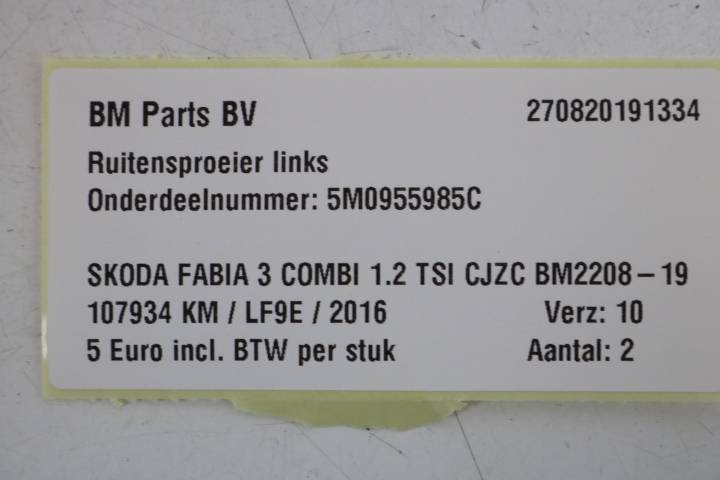 BM Parts BV 270820191334
Ruitensproeier links
Onderdeelnummer: 5M0955985C
SKODA FABIA 3 COMBI 1.2 TSI CJZC BM2208-19
107934 KM / LF9E / 2016 Verz: 10
5 Euro incl. BTW per stuk Aantal: 2